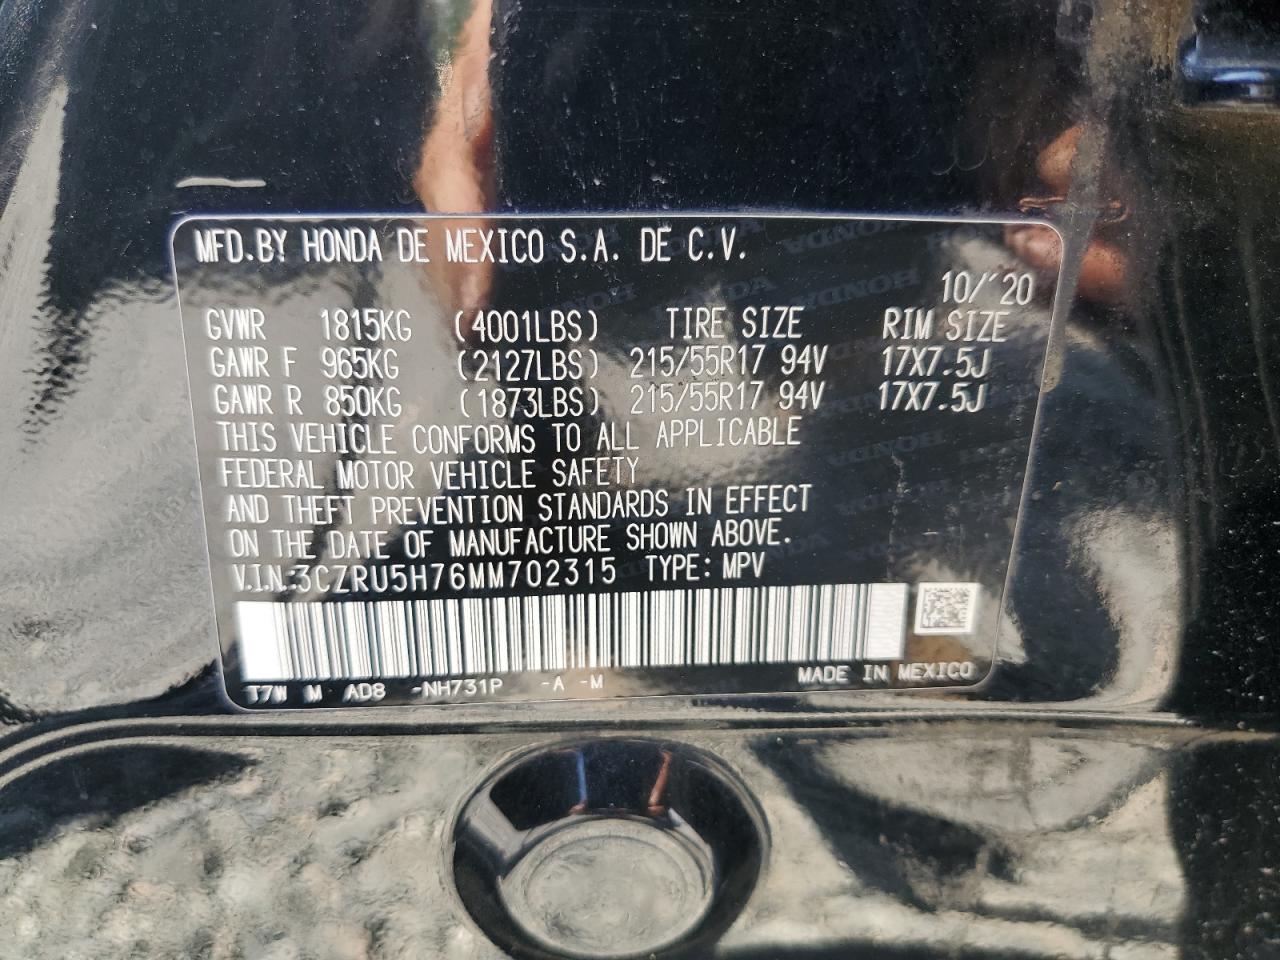 MFD.BY HONDA DE MEXICO S.A. DE C.V.
10/'20
GVWR 1815KG (4001LBS) TIRE SIZE RIM SIZE
GAWR F 965KG (2127LBS) 215/55R17 94V 17X7.5J
GAWR R 850KG (1873LBS) 215/55R17 94V 17X7.5J
THIS VEHICLE CONFORMS TO ALL APPLICABLE
FEDERAL MOTOR VEHICLE SAFETY
AND THEFT PREVENTION STANDARDS IN EFFECT
ON THE DATE OF MANUFACTURE SHOWN ABOVE.
V.I.N.:3CZRU5H76MM702315 TYPE: MPV
T7W M AD8 -NH731P -A -M MADE IN MEXICO